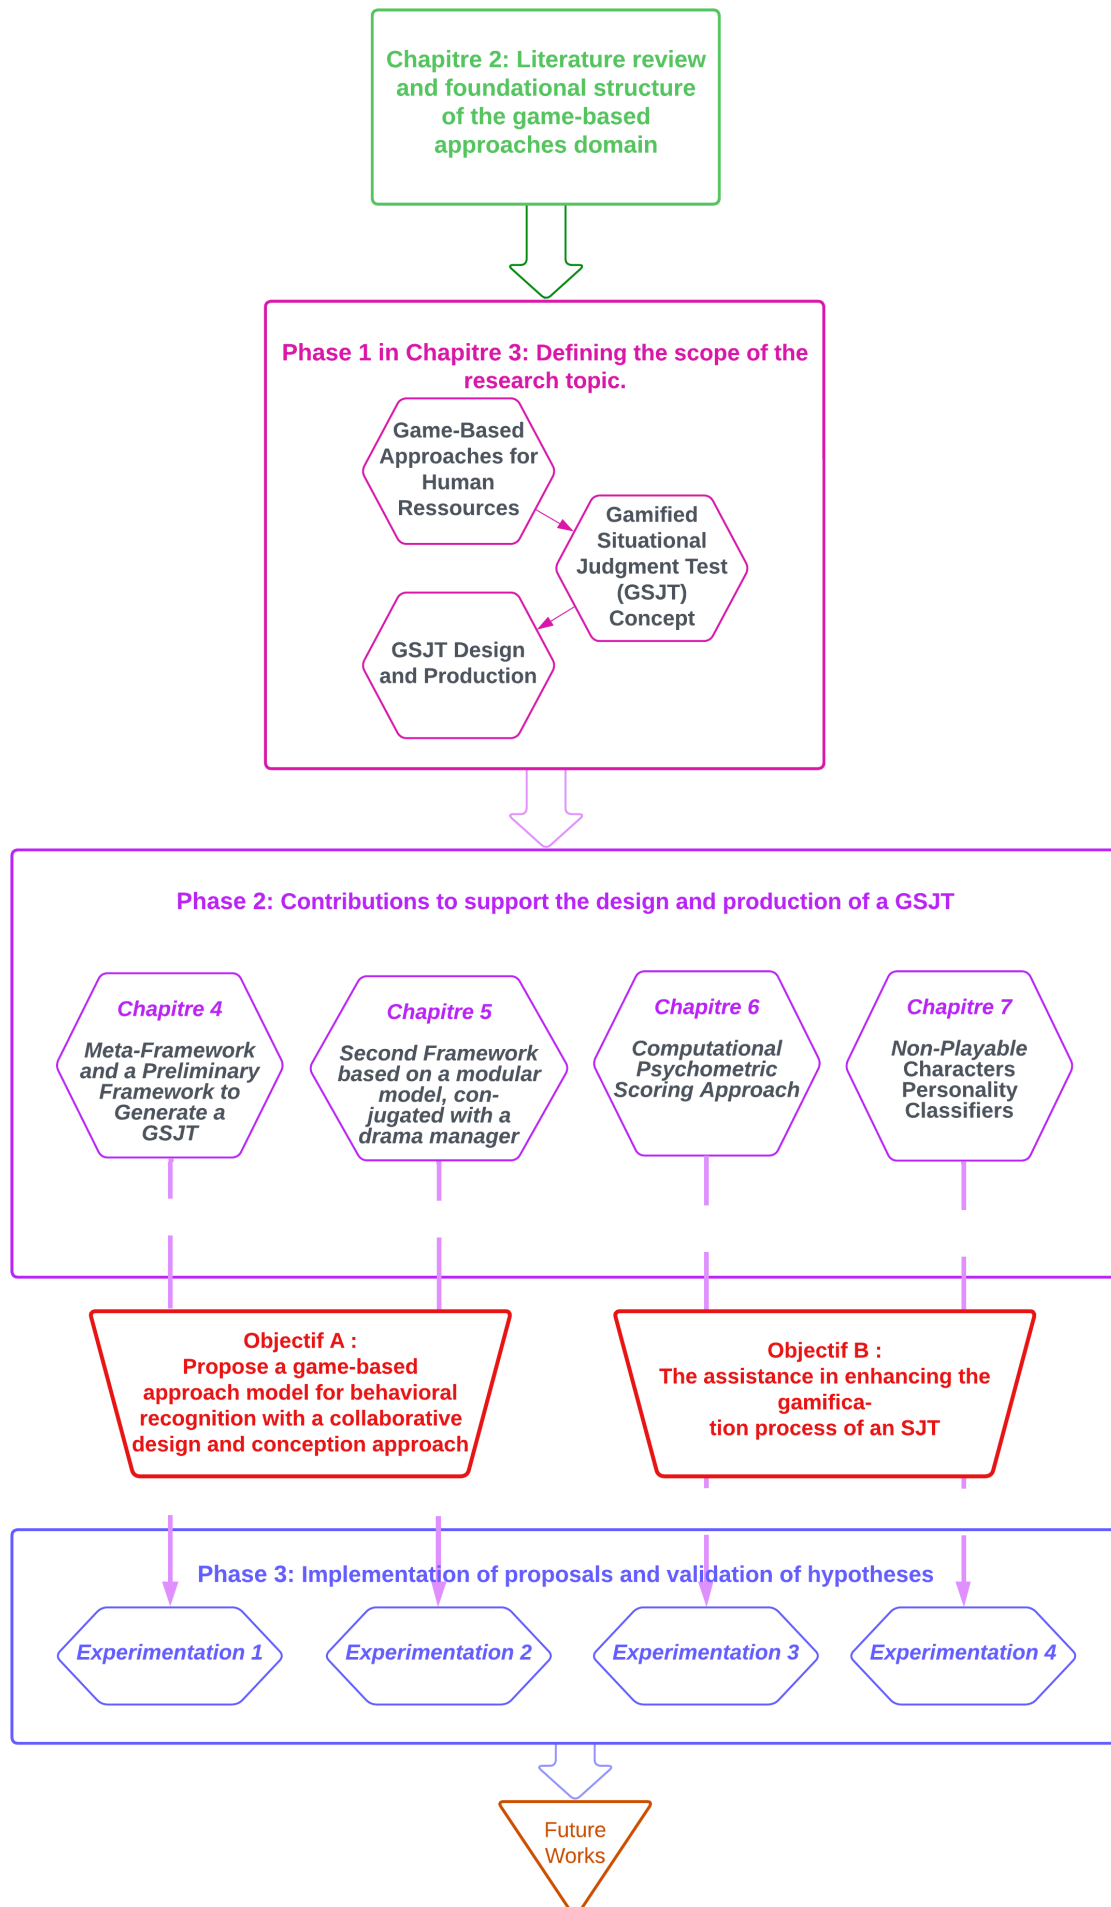 Chapitre 2: Literature review
and foundational structure
of the game-based
approaches domain
Phase 1 in Chapitre 3: Defining the scope of the
research topic.
Game-Based
Approaches for
Human
Ressources
Gamified
Situational
Judgment Test
(GSJT)
Concept
GSJT Design
and Production
Phase 2: Contributions to support the design and production of a GSJT
Chapitre 4
Meta-Framework
and a Preliminary
Framework to
Generate a
GSJT
Chapitre 5
Second Framework
based on a modular
model, con-
jugated with a
drama manager
Chapitre 6
Computational
Psychometric
Scoring Approach
Chapitre 7
Non-Playable
Characters
Personality
Classifiers
Objectif A :
Propose a game-based
approach model for behavioral
recognition with a collaborative
design and conception approach
Objectif B :
The assistance in enhancing the
gamifica-
tion process of an SJT
Phase 3: Implementation of proposals and validation of hypotheses
Experimentation 1
Experimentation 2
Experimentation 3
Experimentation 4
Future
Works